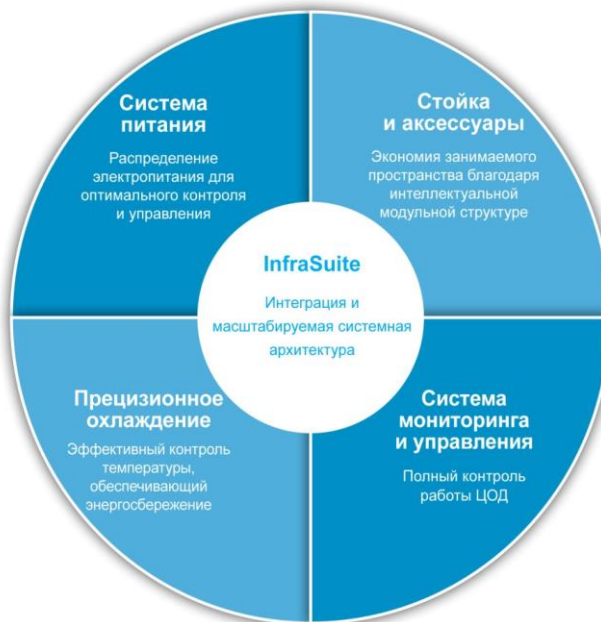 Система
питания
Распределение
электропитания для
оптимального контроля
и управления
Стойка
и аксессуары
Экономия занимаемого
пространства благодаря
интеллектуальной
модульной структуре
InfraSuite
Интеграция и
масштабируемая системная
архитектура
Прецизионное
охлаждение
Эффективный контроль
температуры,
обеспечивающий
энергосбережение
Система
мониторинга
и управления
Полный контроль
работы ЦОД